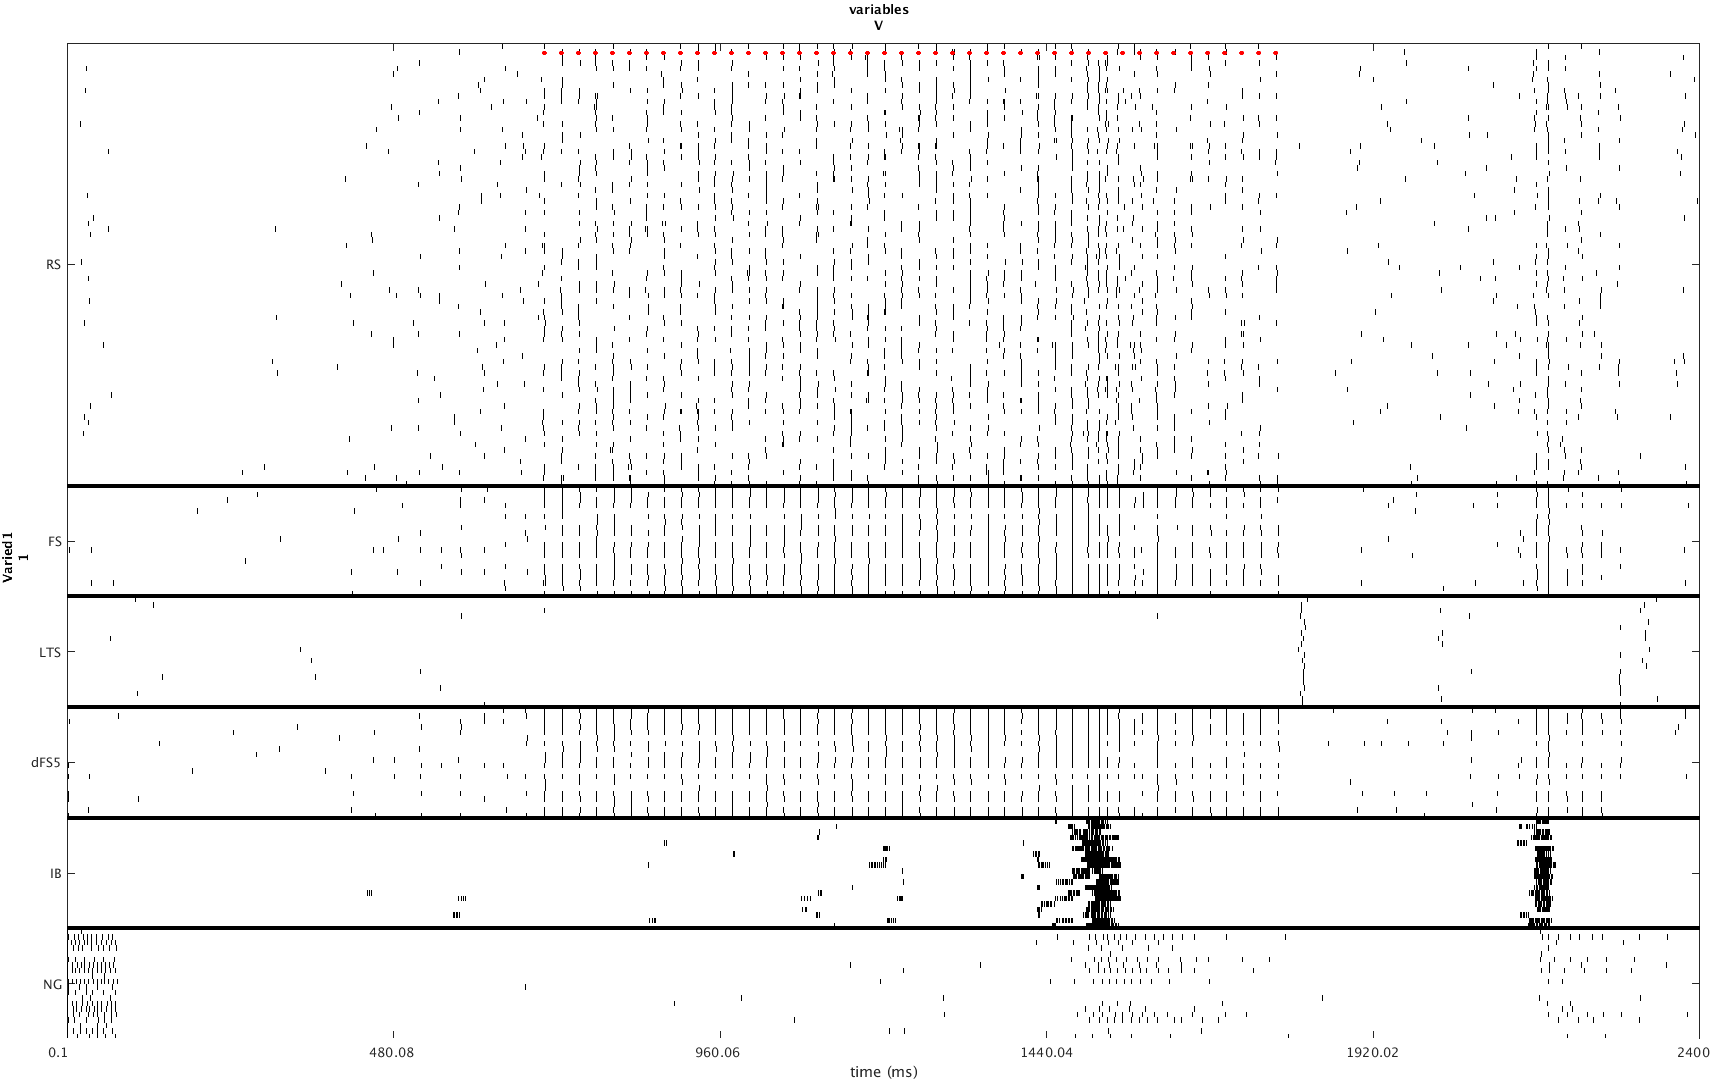 variables
V
RS
FS
Varied1
1
LTS
dFS5
IB
NG
0.1
480.08
960.06
1440.04
1920.02
2400
time (ms)